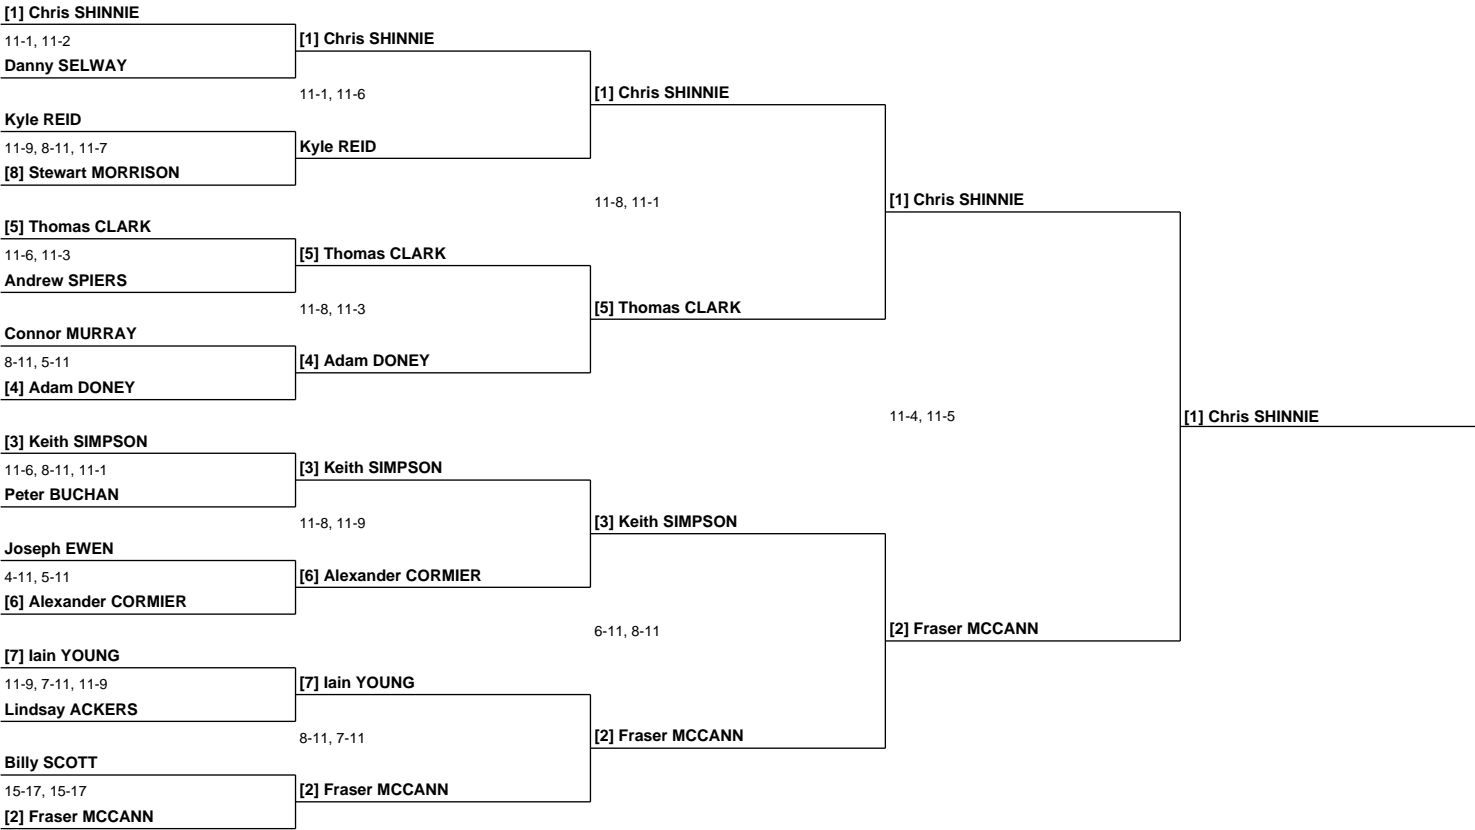 [1] Chris SHINNIE
11-1, 11-2
Danny SELWAY
Kyle REID
11-9, 8-11, 11-7
[8] Stewart MORRISON
[5] Thomas CLARK
11-6, 11-3
Andrew SPIERS
Connor MURRAY
8-11, 5-11
[4] Adam DONEY
[3] Keith SIMPSON
11-6, 8-11, 11-1
Peter BUCHAN
Joseph EWEN
4-11, 5-11
[6] Alexander CORMIER
[7] Iain YOUNG
11-9, 7-11, 11-9
Lindsay ACKERS
Billy SCOTT
15-17, 15-17
[2] Fraser MCCANN
[1] Chris SHINNIE
11-1, 11-6
Kyle REID
[5] Thomas CLARK
11-8, 11-3
[4] Adam DONEY
[3] Keith SIMPSON
11-8, 11-9
[6] Alexander CORMIER
[7] Iain YOUNG
8-11, 7-11
[2] Fraser MCCANN
[1] Chris SHINNIE
11-8, 11-1
[5] Thomas CLARK
[3] Keith SIMPSON
6-11, 8-11
[2] Fraser MCCANN
[1] Chris SHINNIE
11-4, 11-5
[2] Fraser MCCANN
[1] Chris SHINNIE